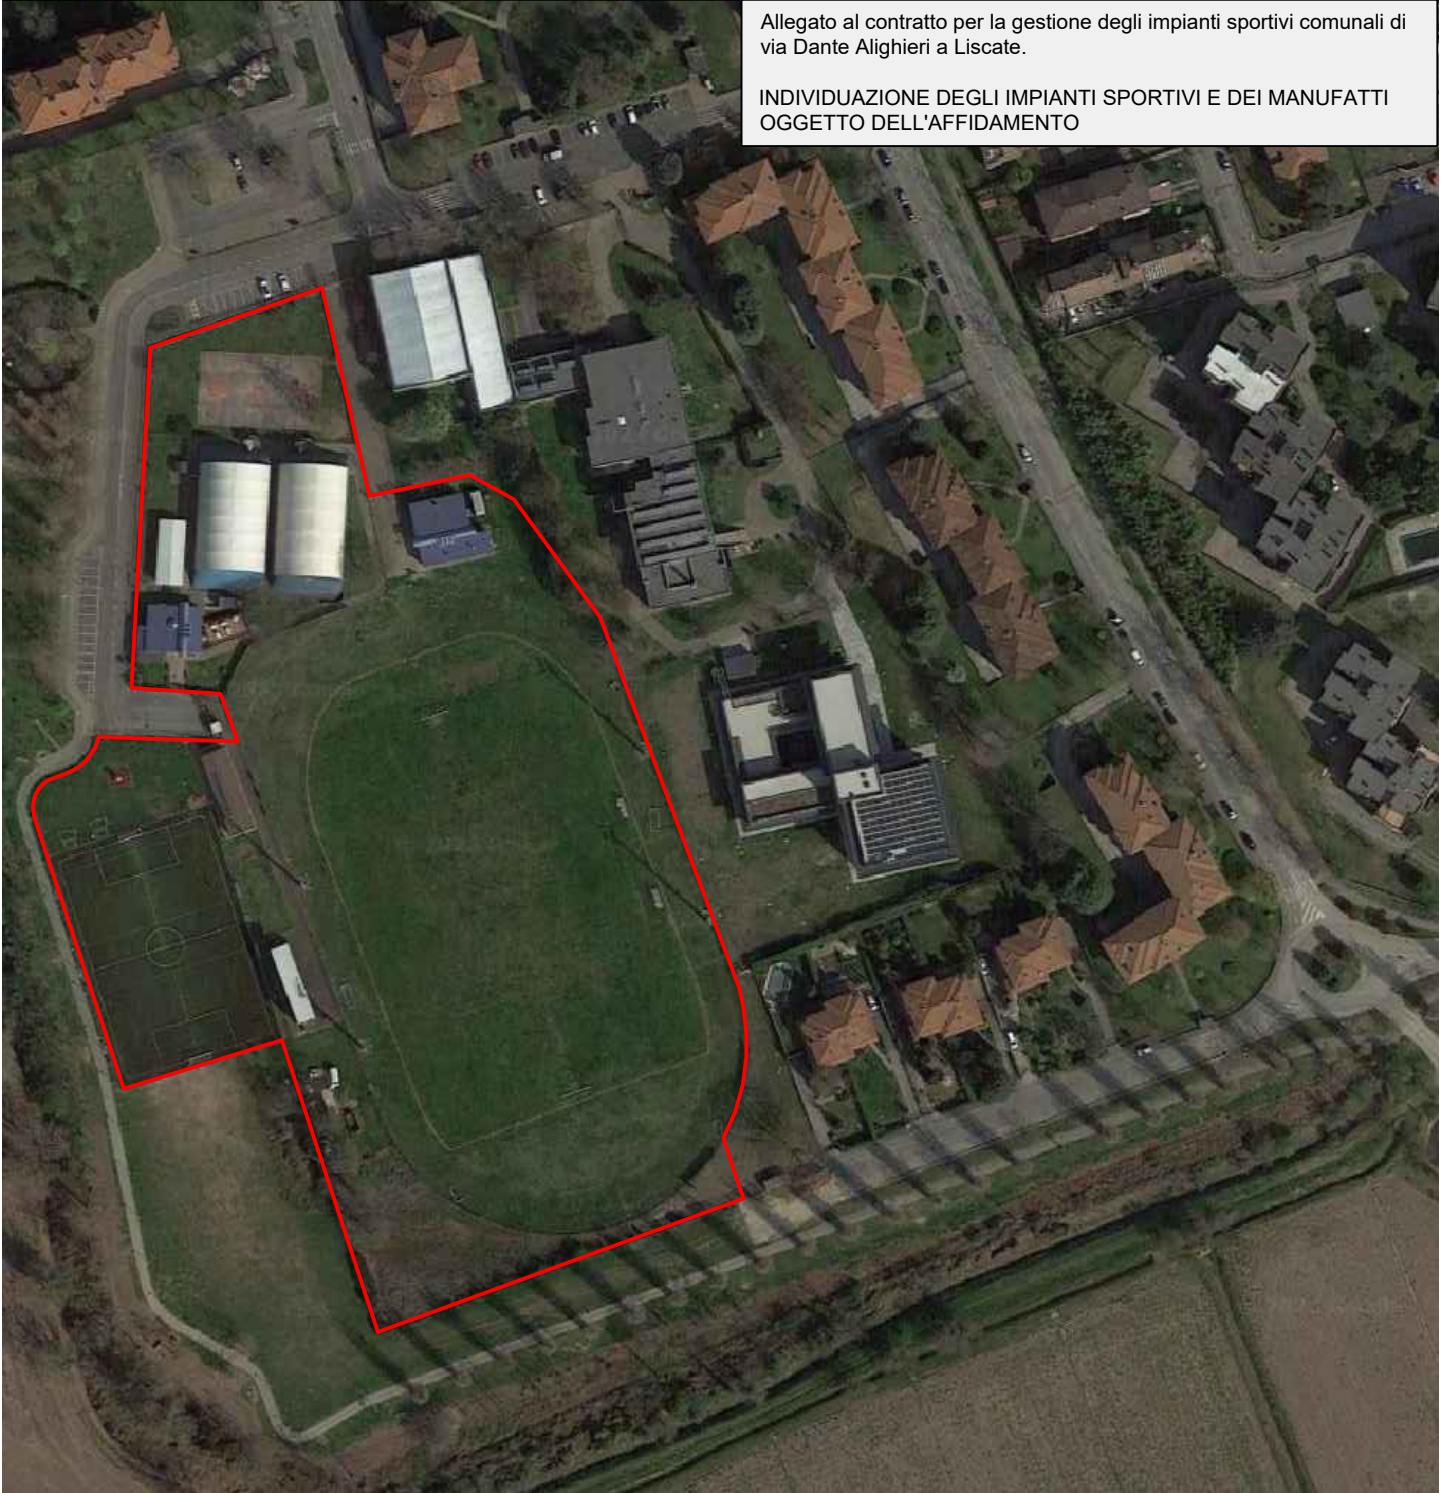 Allegato al contratto per la gestione degli impianti sportivi comunali di
via Dante Alighieri a Liscate.
INDIVIDUAZIONE DEGLI IMPIANTI SPORTIVI E DEI MANUFATTI
OGGETTO DELL'AFFIDAMENTO